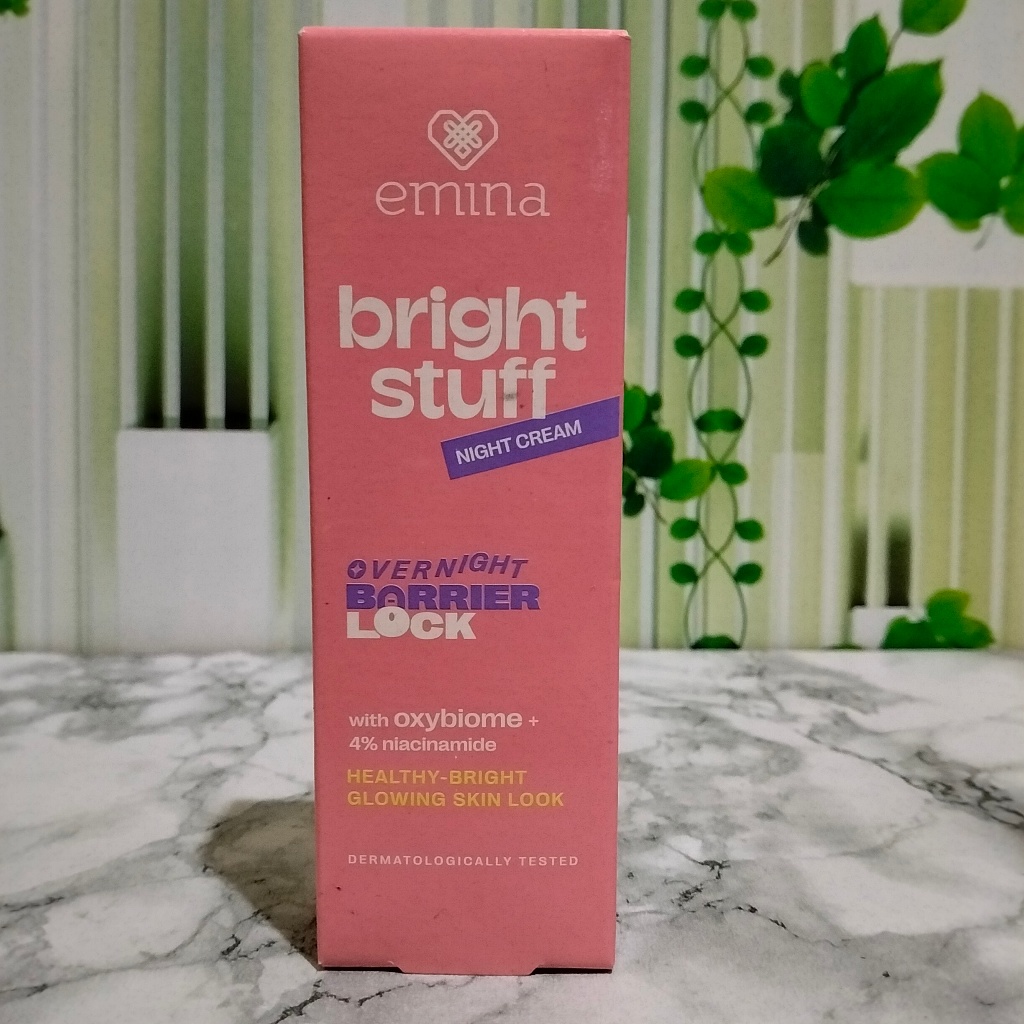 emina
bright
stuff
NIGHT CREAM
OVERNIGHT
BARRIER
LOCK
with oxybiome +
4% niacinamide
HEALTHY-BRIGHT
GLOWING SKIN LOOK
DERMATOLOGICALLY TESTED